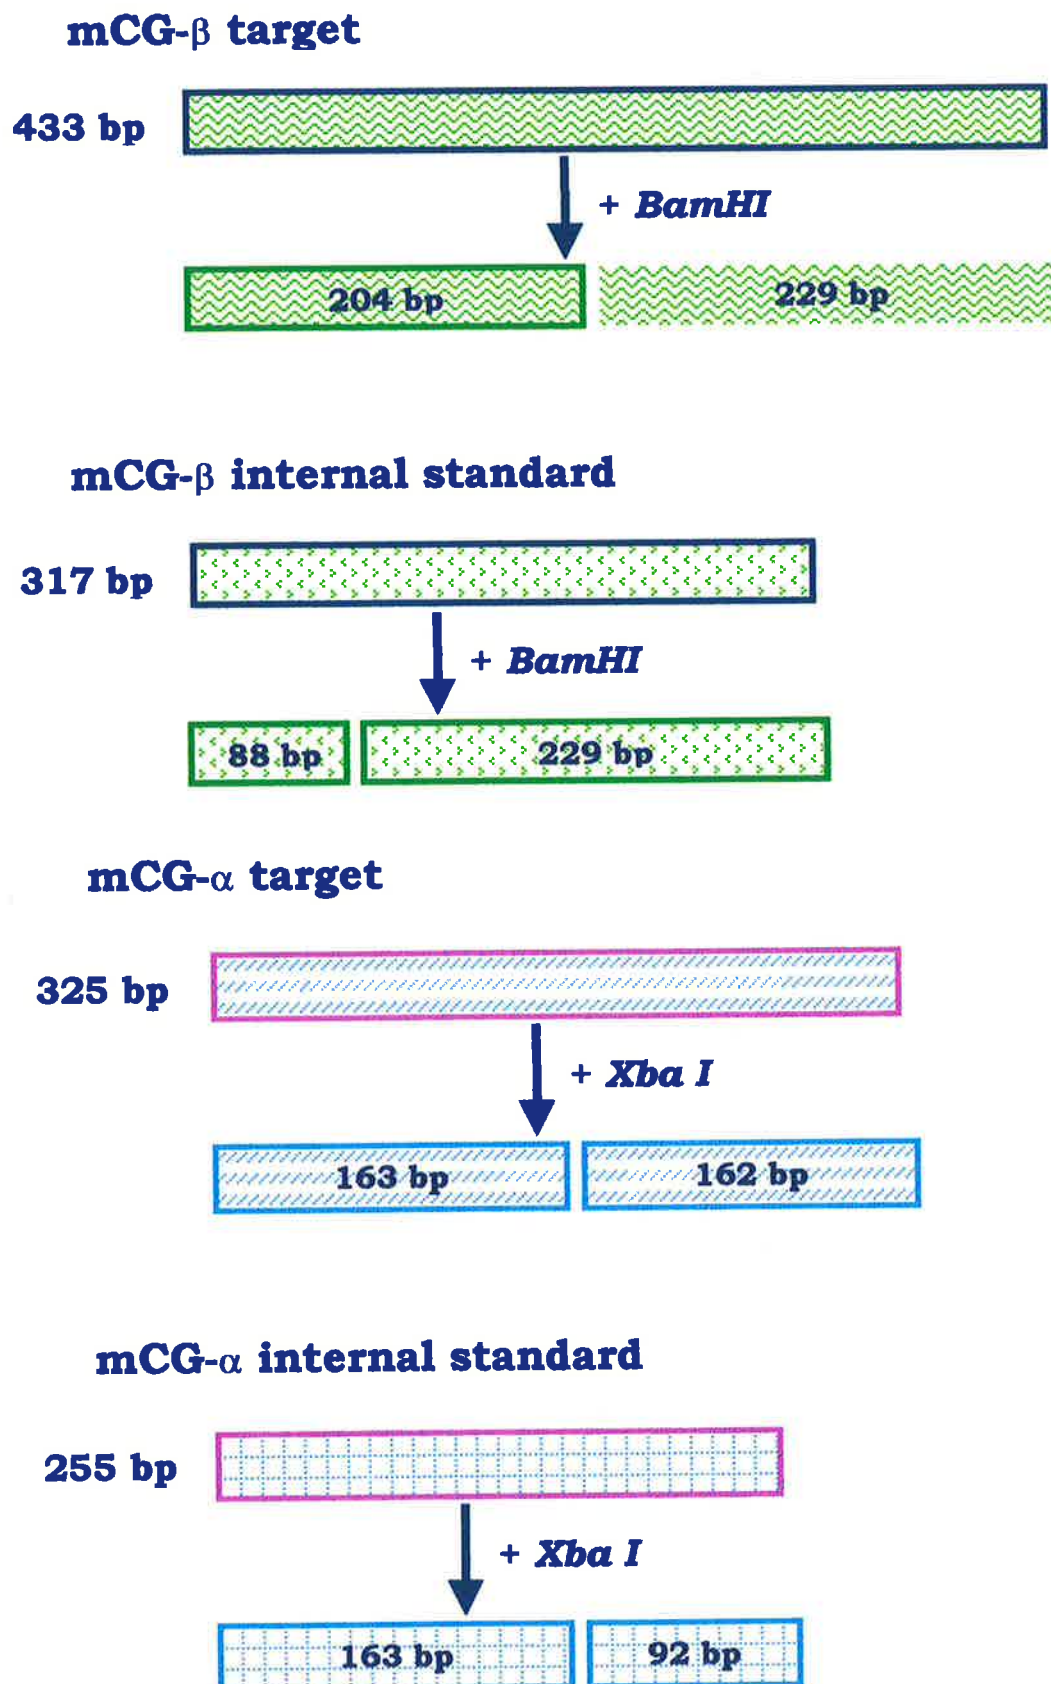 mCG-β target
433 bp
+ BamHI
204 bp
229 bp
mCG-β internal standard
317 bp
+ BamHI
88 bp
229 bp
mCG-α target
325 bp
+ Xba I
163 bp
162 bp
mCG-α internal standard
255 bp
+ Xba I
163 bp
92 bp